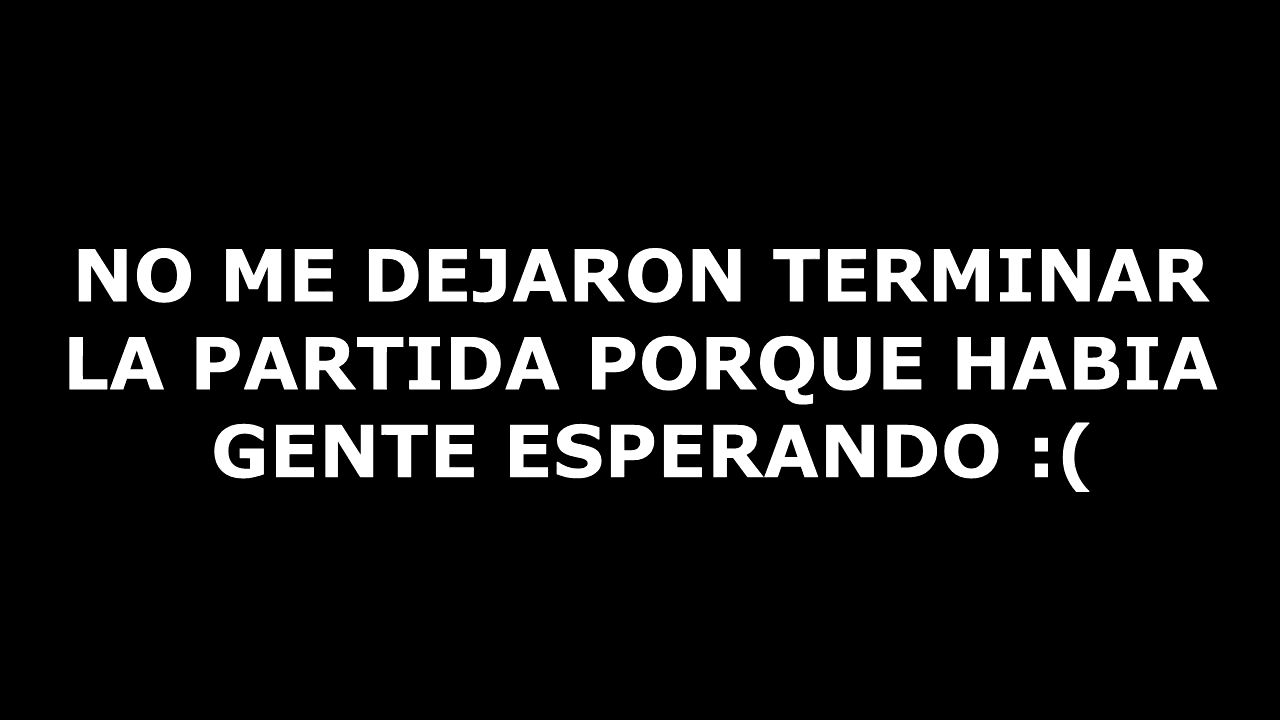 NO ME DEJARON TERMINAR
LA PARTIDA PORQUE HABIA
GENTE ESPERANDO :(